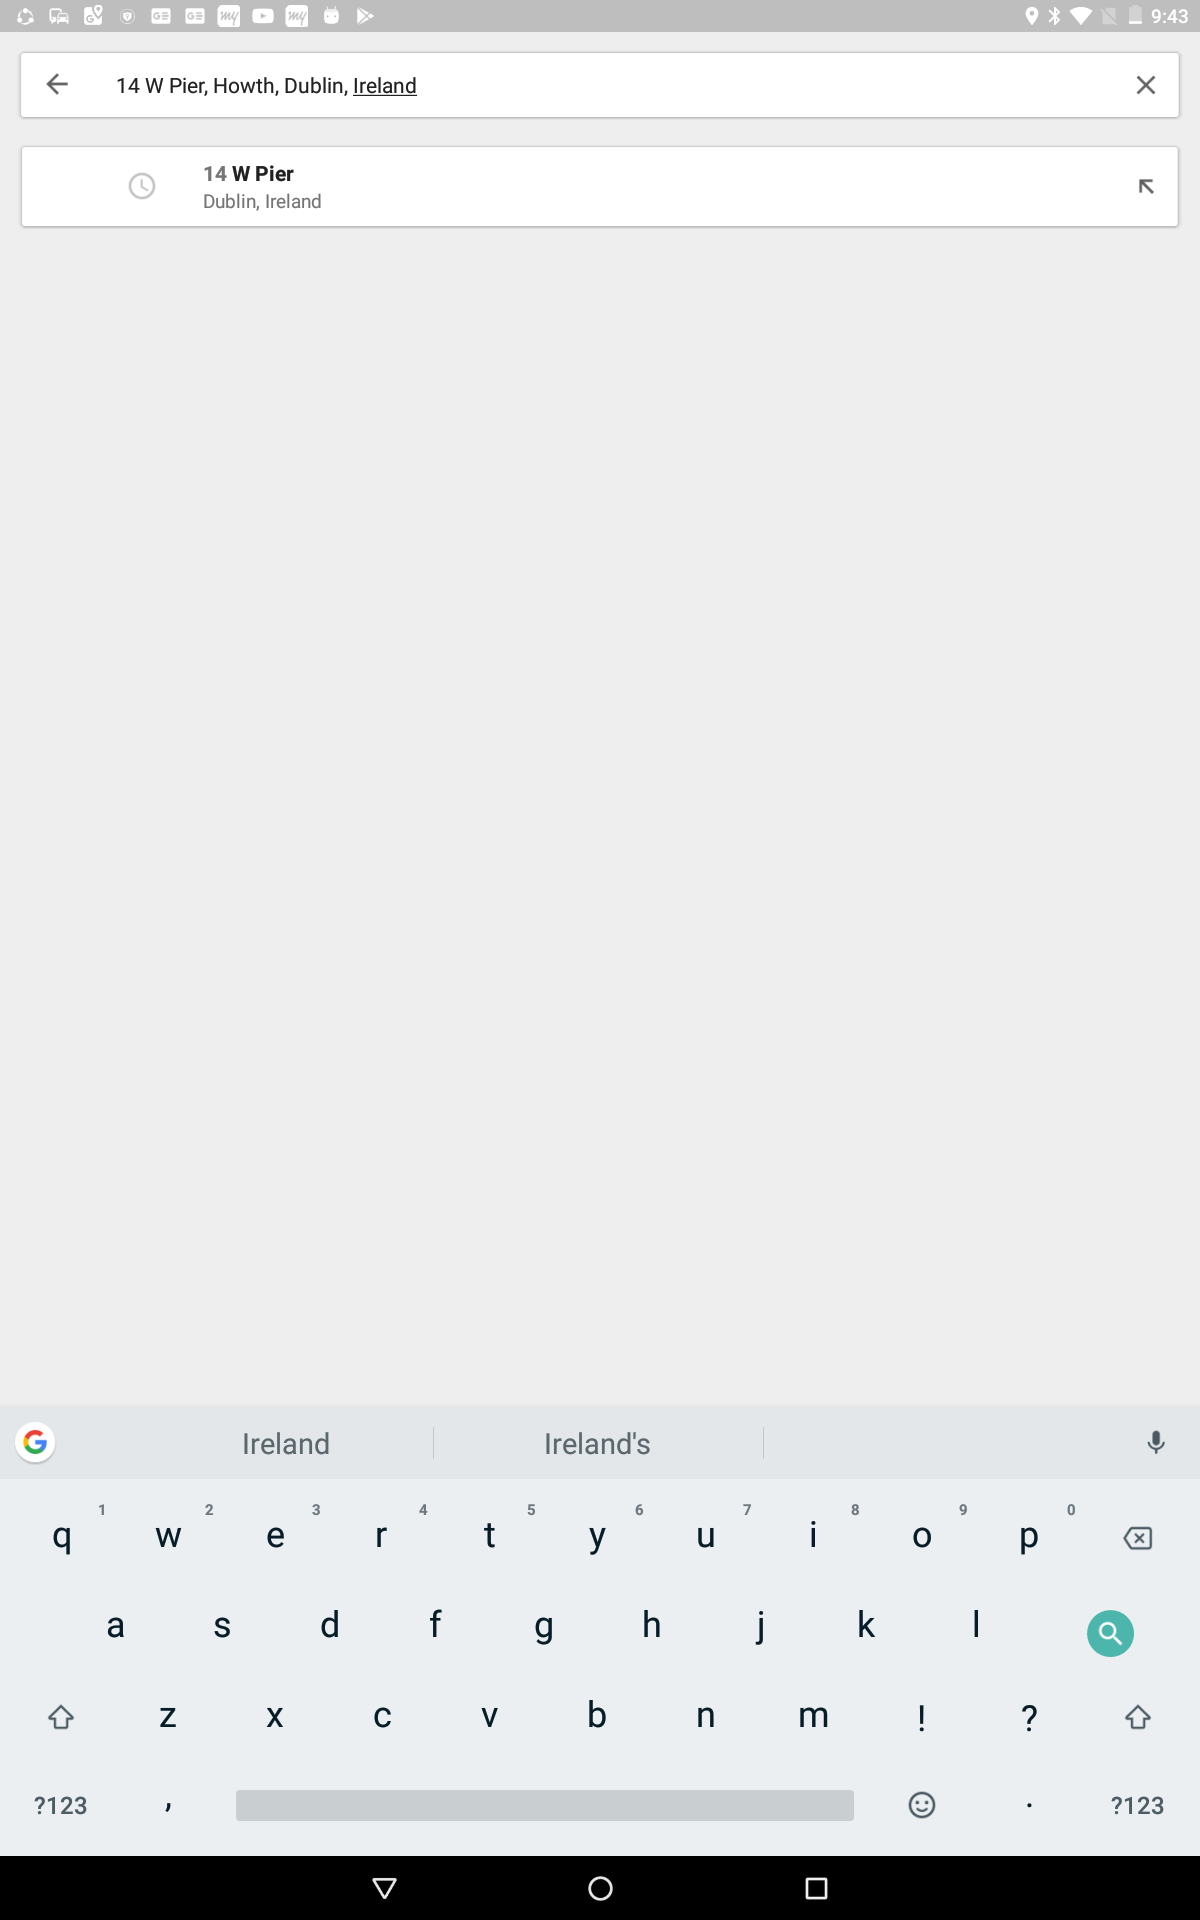 9:43
14 W Pier, Howth, Dublin, Ireland
14 W Pier
Dublin, Ireland
Ireland Ireland's
1 2 3 4 5 6 7 8 9 0
q w e r t y u i o p
a s d f g h j k l
z x c v b n m ! ?
?123 , . ?123